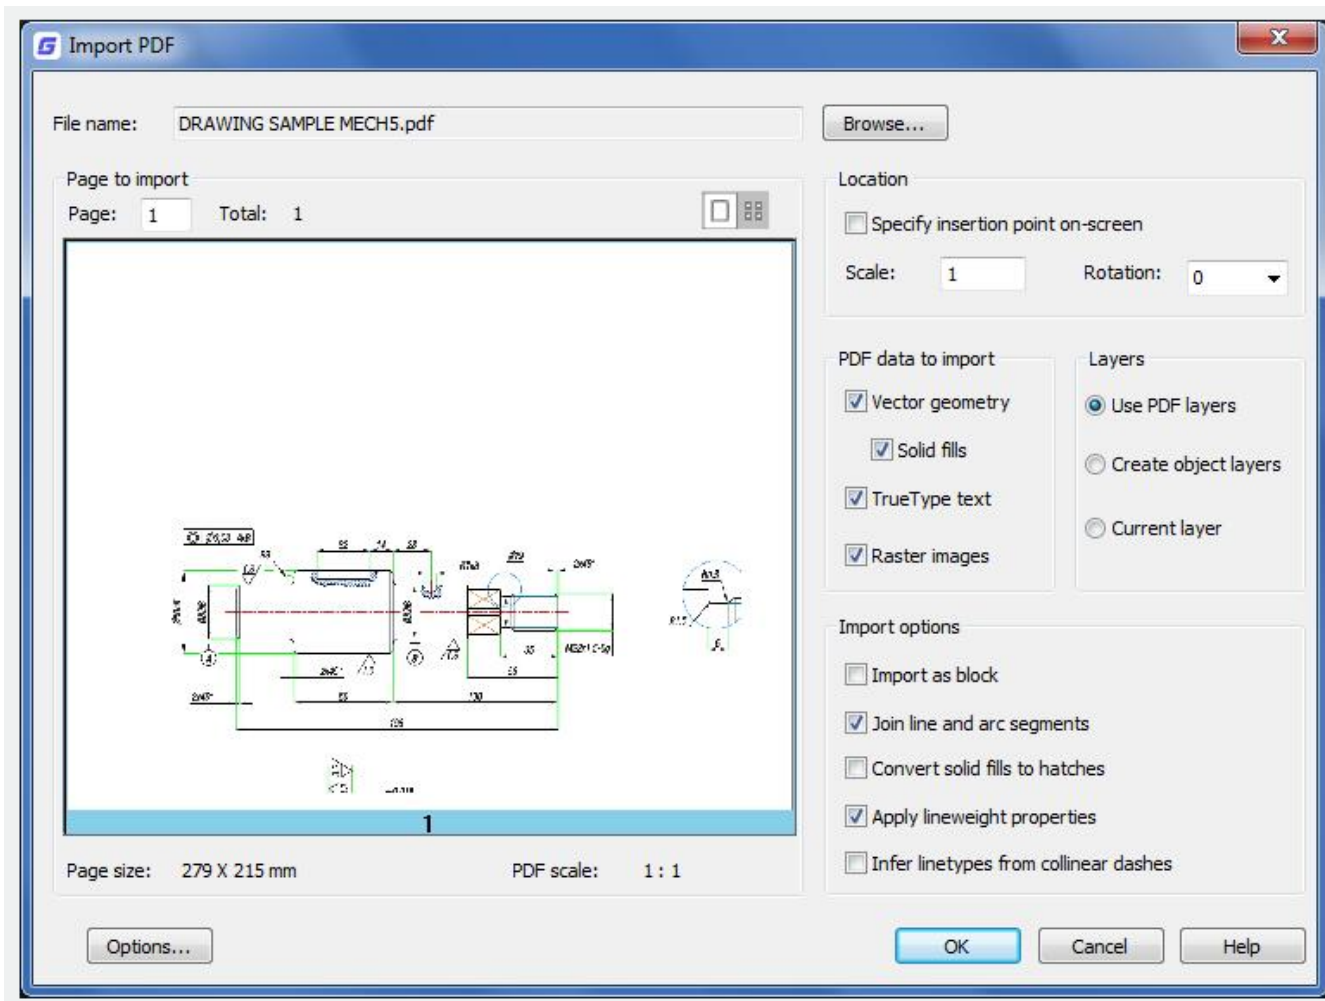 Import PDF
File name: DRAWING SAMPLE MECH5.pdf Browse...
Page to import
Page: 1 Total: 1
1
Page size: 279 X 215 mm PDF scale: 1 : 1
Location
Specify insertion point on-screen
Scale: 1 Rotation: 0
PDF data to import
Vector geometry
Solid fills
TrueType text
Raster images
Layers
Use PDF layers
Create object layers
Current layer
Import options
Import as block
Join line and arc segments
Convert solid fills to hatches
Apply lineweight properties
Infer linetypes from collinear dashes
Options... OK Cancel Help